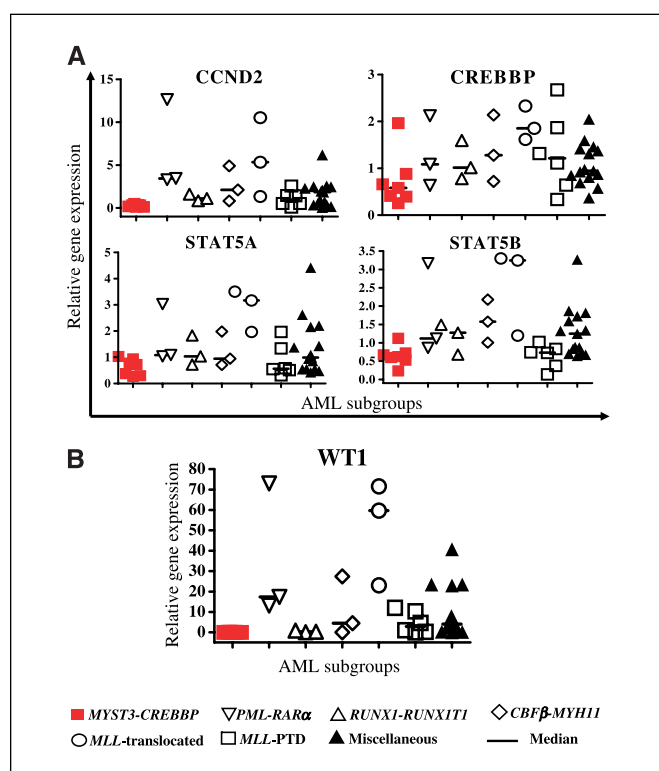 A
CCND2
CREBBP
15
10
5
0
3
2
1
0
STAT5A
STAT5B
5
4
3
2
1
0
3.5
3.0
2.5
2.0
1.5
1.0
0.5
0.0
Relative gene expression
AML subgroups
B
WT1
80
70
60
50
40
30
20
10
0
Relative gene expression
AML subgroups
MYST3-CREBBP PML-RARα RUNX1-RUNX1T1 CBFβ-MYH11
MLL-translocated MLL-PTD Miscellaneous Median